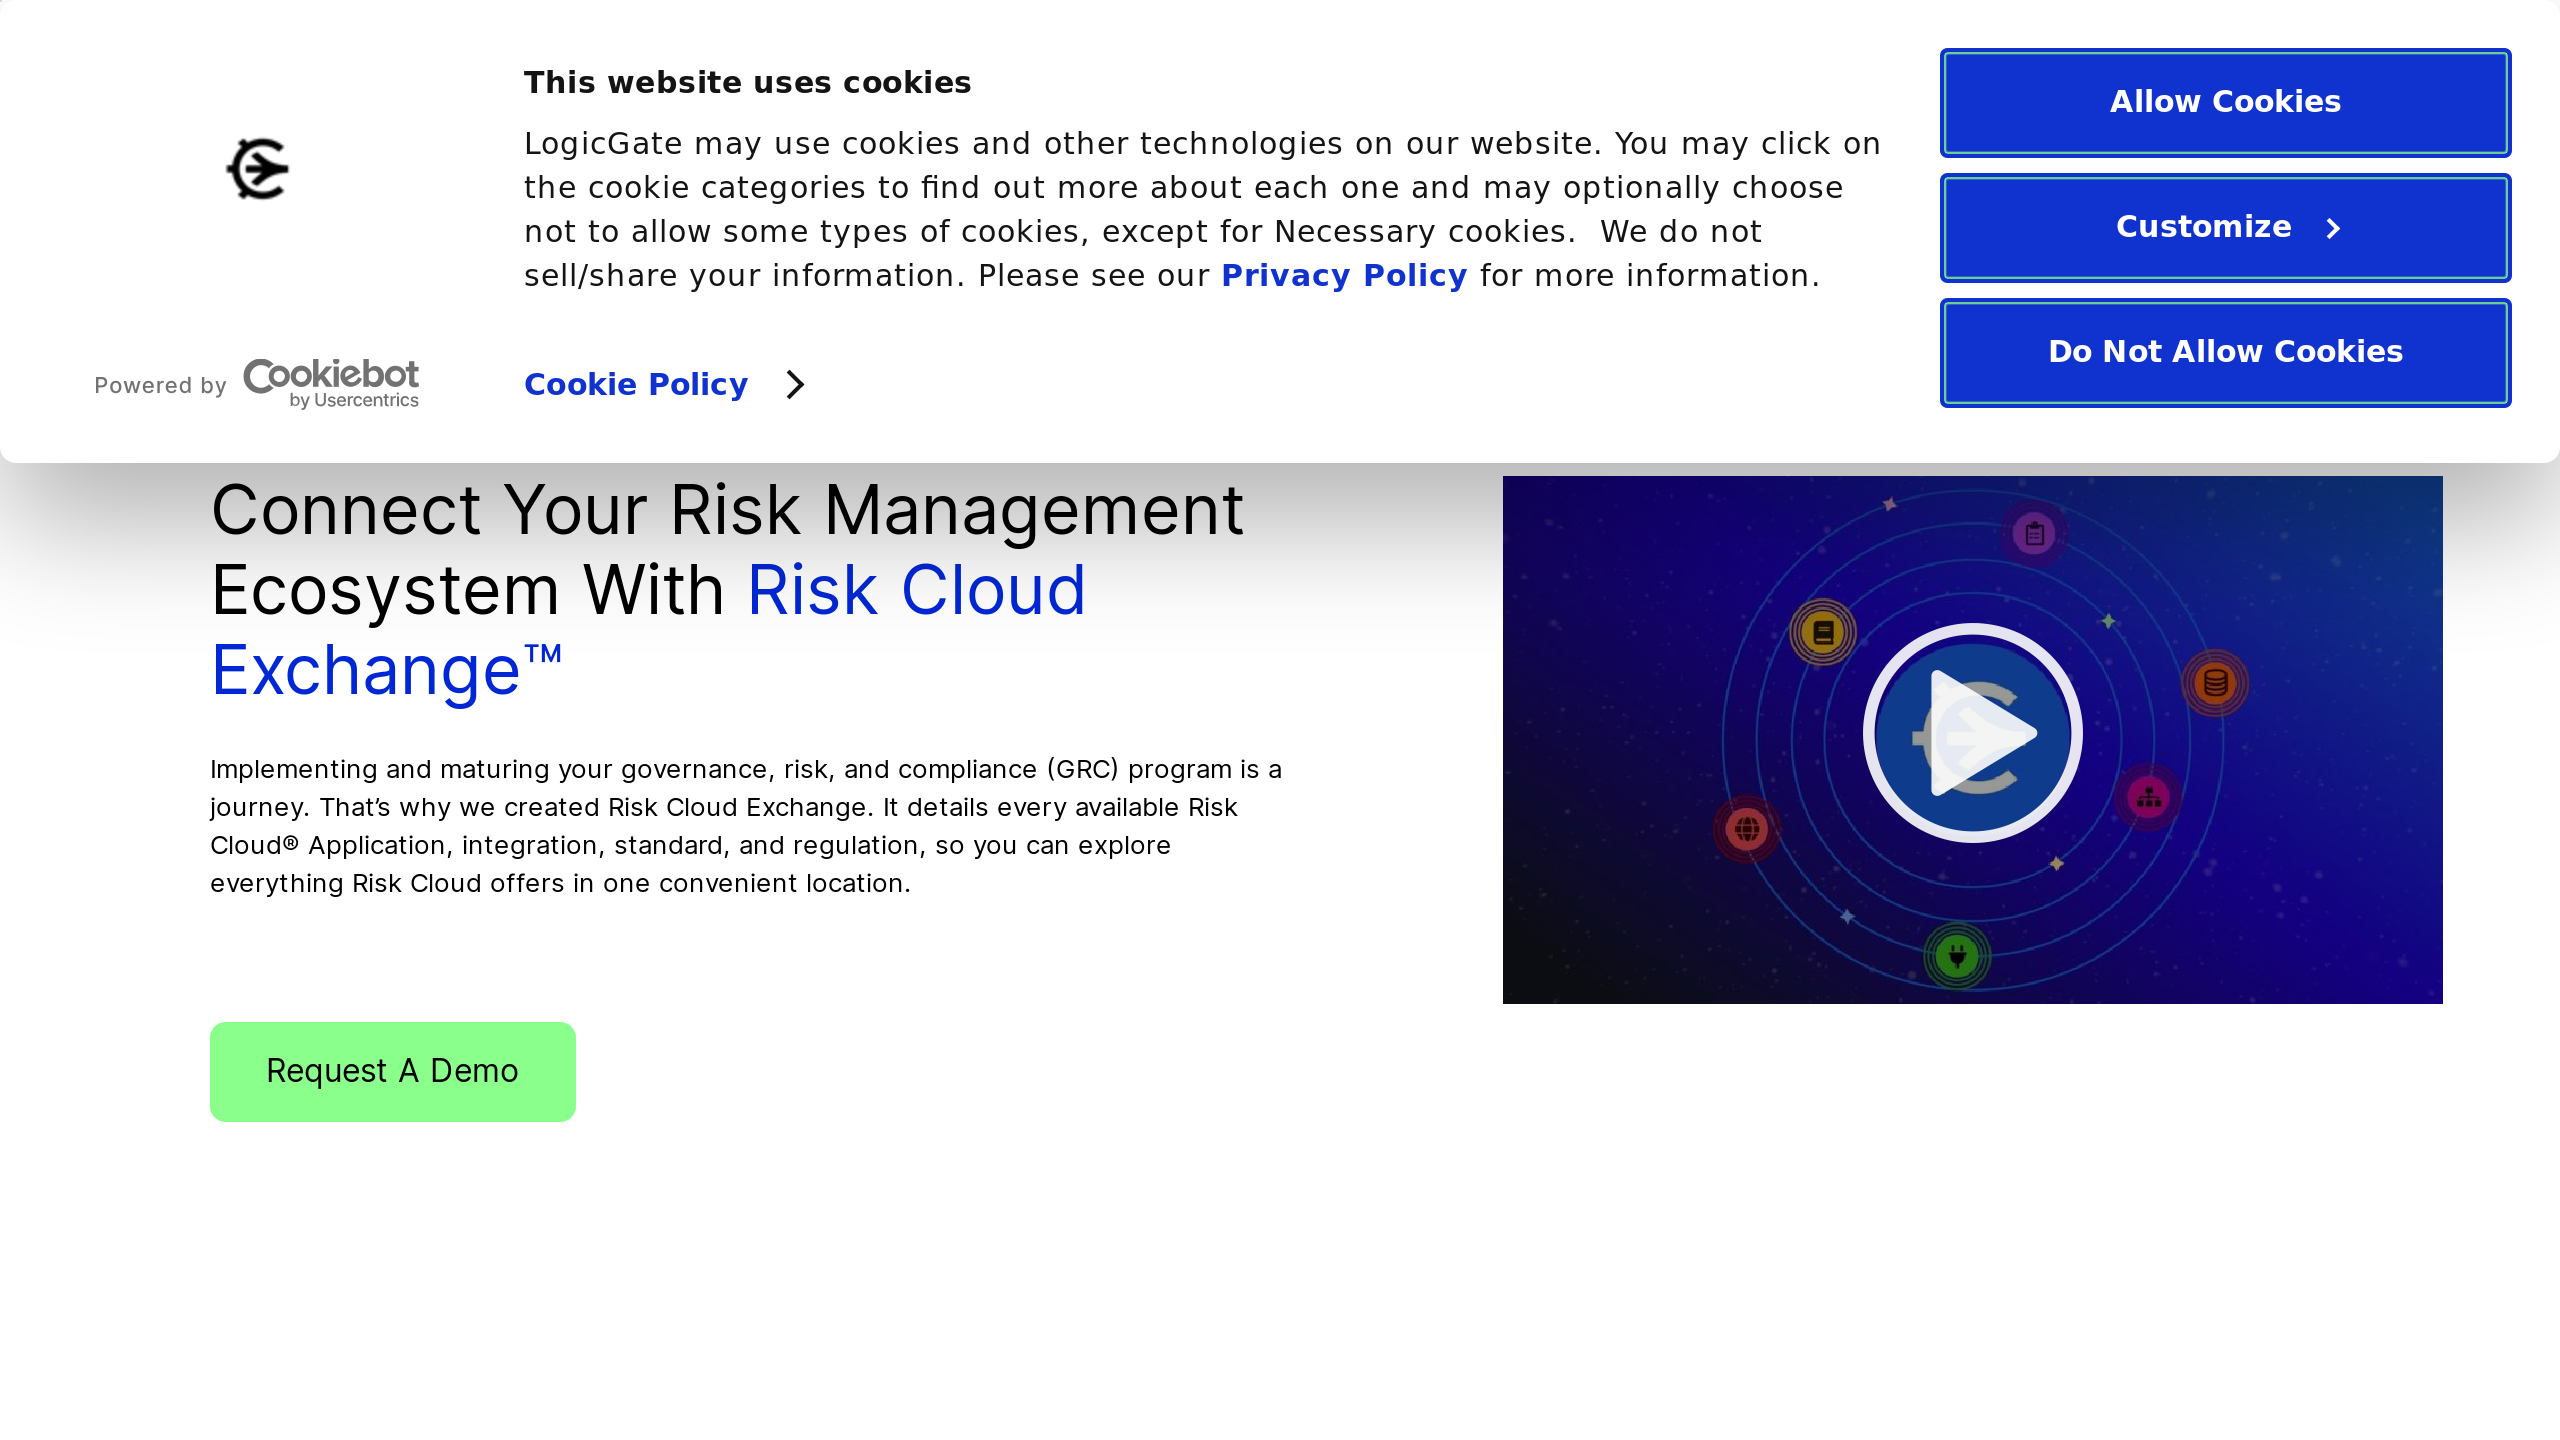 This website uses cookies
LogicGate may use cookies and other technologies on our website. You may click on
the cookie categories to find out more about each one and may optionally choose
not to allow some types of cookies, except for Necessary cookies.  We do not
sell/share your information. Please see our Privacy Policy for more information.
Powered by Cookiebot
by Usercentrics
Cookie Policy
Allow Cookies
Customize
Do Not Allow Cookies
Connect Your Risk Management
Ecosystem With Risk Cloud
Exchange™
Implementing and maturing your governance, risk, and compliance (GRC) program is a
journey. That’s why we created Risk Cloud Exchange. It details every available Risk
Cloud® Application, integration, standard, and regulation, so you can explore
everything Risk Cloud offers in one convenient location.
Request A Demo